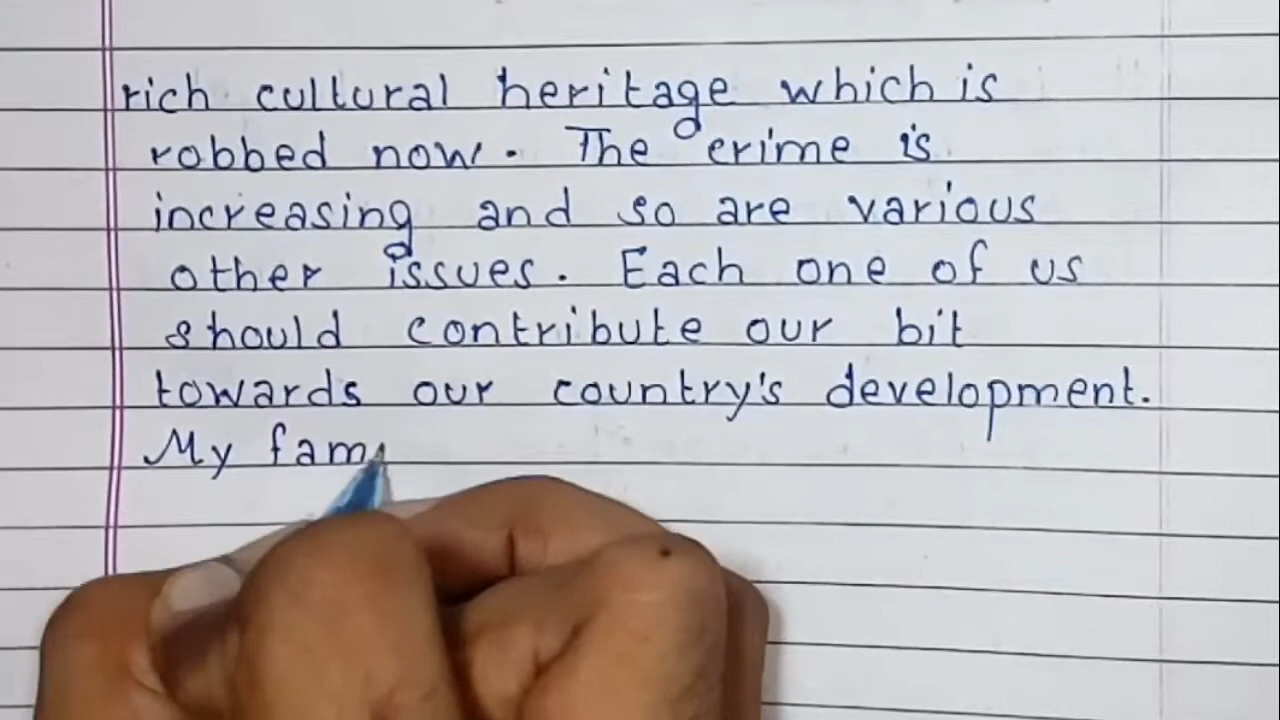 rich cultural heritage which is
robbed now. The crime is
increasing and so are various
other issues. Each one of us
should contribute our bit
towards our country's development.
My fam